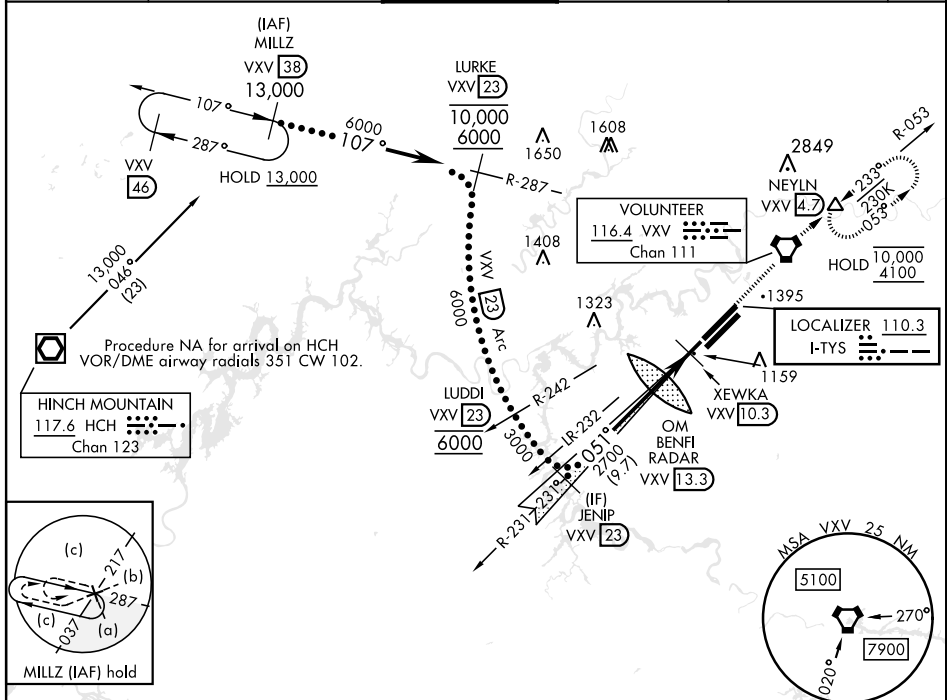 (IAF)
MILLZ
VXV 38
13,000
107°
287°
VXV
46
HOLD 13,000
6000
107°
LURKE
VXV 23
10,000
6000
R-287
1650
1608
1408
1323
2849
NEYLN
VXV 4.7
R-053
233°
230K
053°
HOLD 10,000
4100
VOLUNTEER
116.4 VXV
Chan 111
1395
LOCALIZER 110.3
I-TYS
1159
XEWKA
VXV 10.3
OM
BENFI
RADAR
VXV 13.3
13,000
046°
(23)
Procedure NA for arrival on HCH
VOR/DME airway radials 351 CW 102.
HINCH MOUNTAIN
117.6 HCH
Chan 123
VXV
23
Arc
6000
LUDDI
VXV 23
6000
R-242
3000
LR-232
051°
2700
(9.7)
R-231
231°
(IF)
JENIP
VXV 23
(c)
217
(b)
287
(c)
037
(a)
MILLZ (IAF) hold
MSA VXV 25 NM
5100
270°
7900
020°